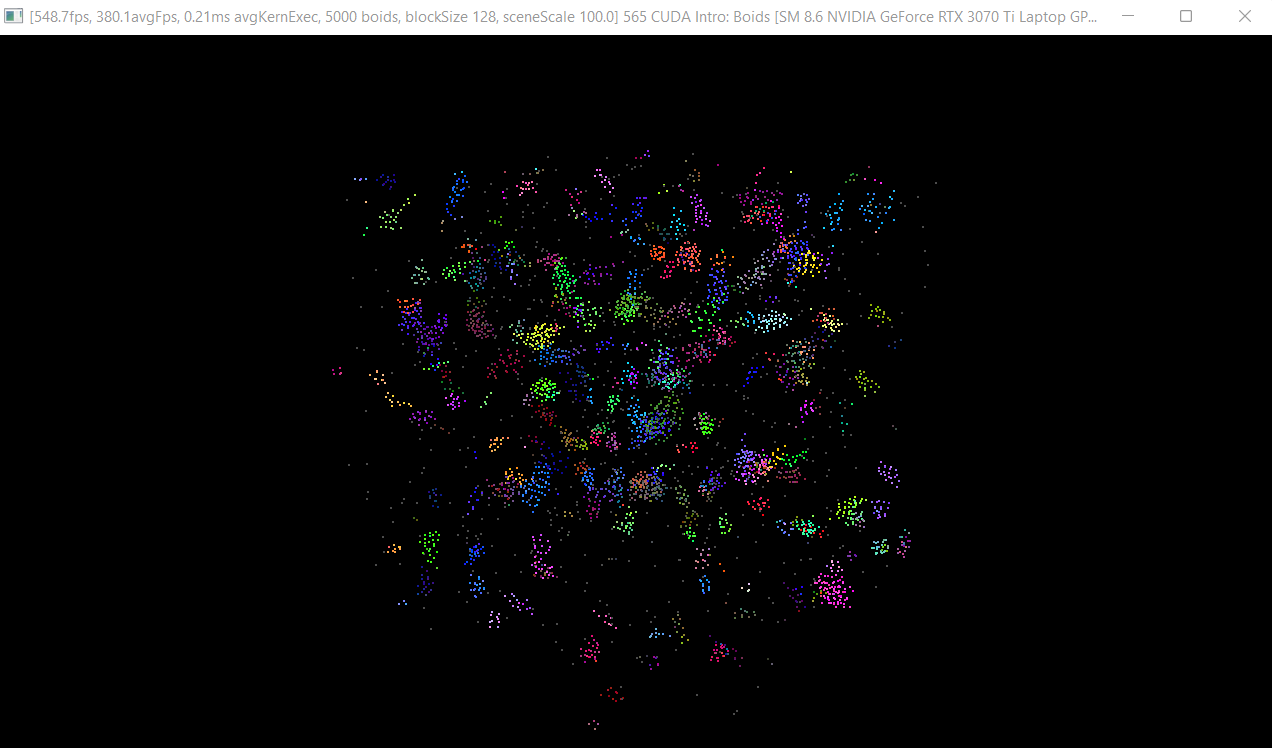 [548.7fps, 380.1avgFps, 0.21ms avgKernExec, 5000 boids, blockSize 128, sceneScale 100.0] 565 CUDA Intro: Boids [SM 8.6 NVIDIA GeForce RTX 3070 Ti Laptop GP...